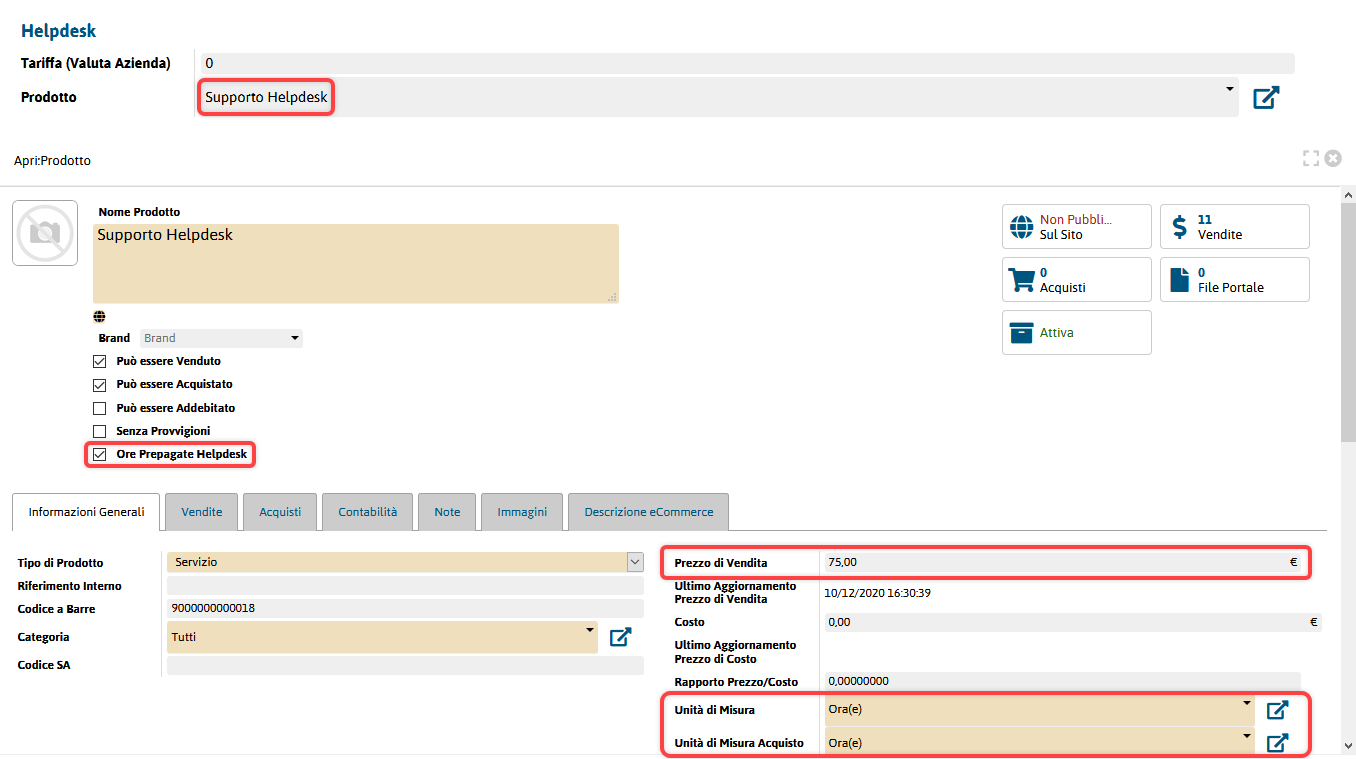 Helpdesk
Tariffa (Valuta Azienda) 0
Prodotto Supporto Helpdesk
Apri:Prodotto
Nome Prodotto
Supporto Helpdesk
Non Pubbli...
Sul Sito
11
Vendite
0
Acquisti
0
File Portale
Attiva
Brand Brand
Può essere Venduto
Può essere Acquistato
Può essere Addebitato
Senza Provvigioni
Ore Prepagate Helpdesk
Informazioni Generali Vendite Acquisti Contabilità Note Immagini Descrizione eCommerce
Tipo di Prodotto Servizio
Riferimento Interno
Codice a Barre 9000000000018
Categoria Tutti
Codice SA
Prezzo di Vendita 75,00 €
Ultimo Aggiornamento
Prezzo di Vendita 10/12/2020 16:30:39
Costo 0,00 €
Ultimo Aggiornamento
Prezzo di Costo
Rapporto Prezzo/Costo 0,00000000
Unità di Misura Ora(e)
Unità di Misura Acquisto Ora(e)